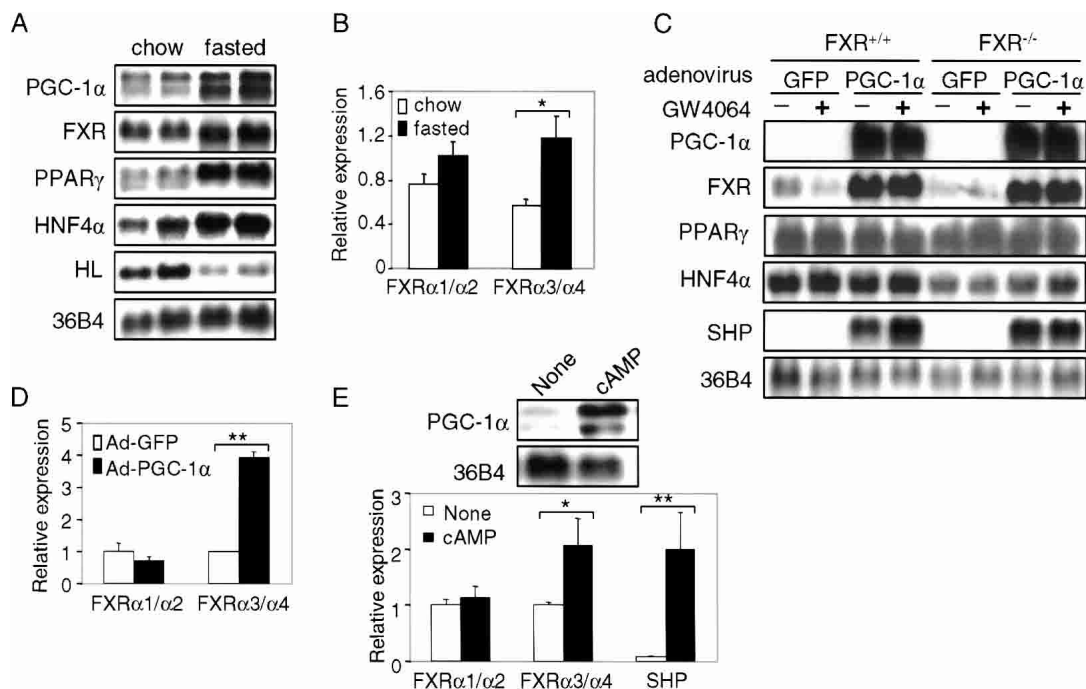 A
chow fasted
PGC-1α
FXR
PPARγ
HNF4α
HL
36B4
B
Relative expression
1.6
1.2
0.8
0.4
0
chow
fasted
*
FXRα1/α2 FXRα3/α4
C
FXR+/+ FXR-/-
adenovirus GFP PGC-1α GFP PGC-1α
GW4064 − + − + − + − +
PGC-1α
FXR
PPARγ
HNF4α
SHP
36B4
D
Relative expression
5
4
3
2
1
0
Ad-GFP
Ad-PGC-1α
**
FXRα1/α2 FXRα3/α4
E
None cAMP
PGC-1α
36B4
Relative expression
3
2
1
0
None
cAMP
* **
FXRα1/α2 FXRα3/α4 SHP